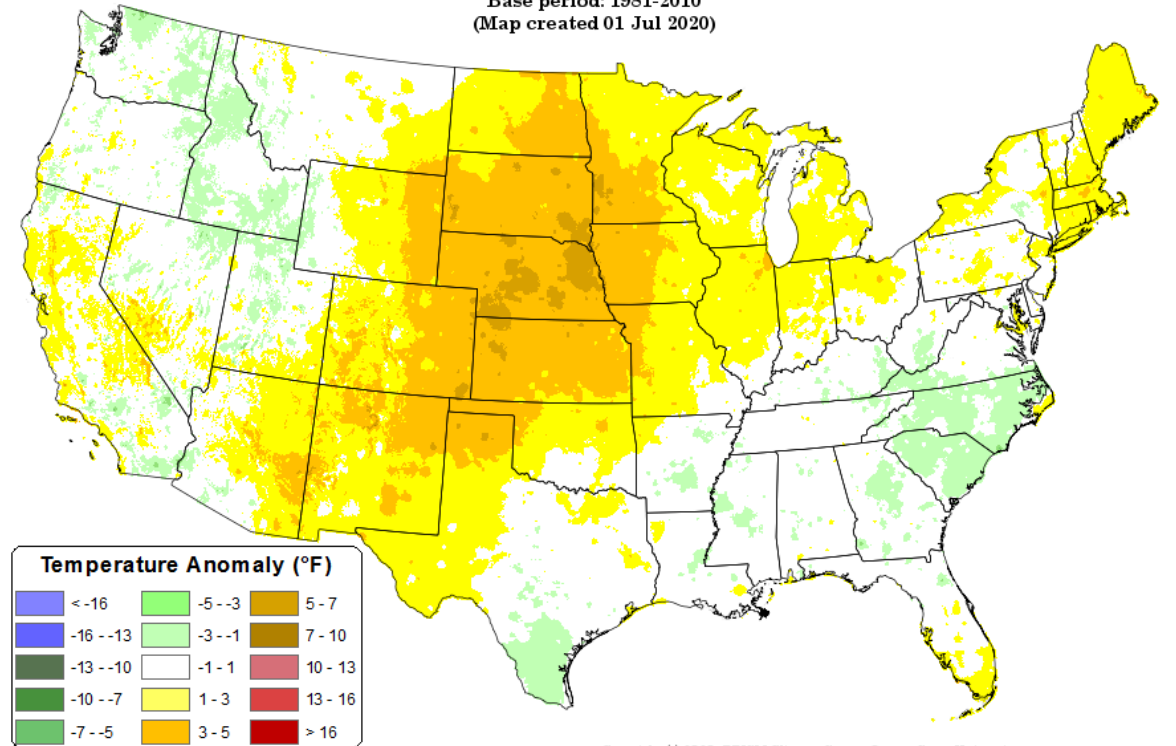 Base period: 1981-2010
(Map created 01 Jul 2020)
Temperature Anomaly (°F)
< -16
-5 - -3
5 - 7
-16 - -13
-3 - -1
7 - 10
-13 - -10
-1 - 1
10 - 13
-10 - -7
1 - 3
13 - 16
-7 - -5
3 - 5
> 16